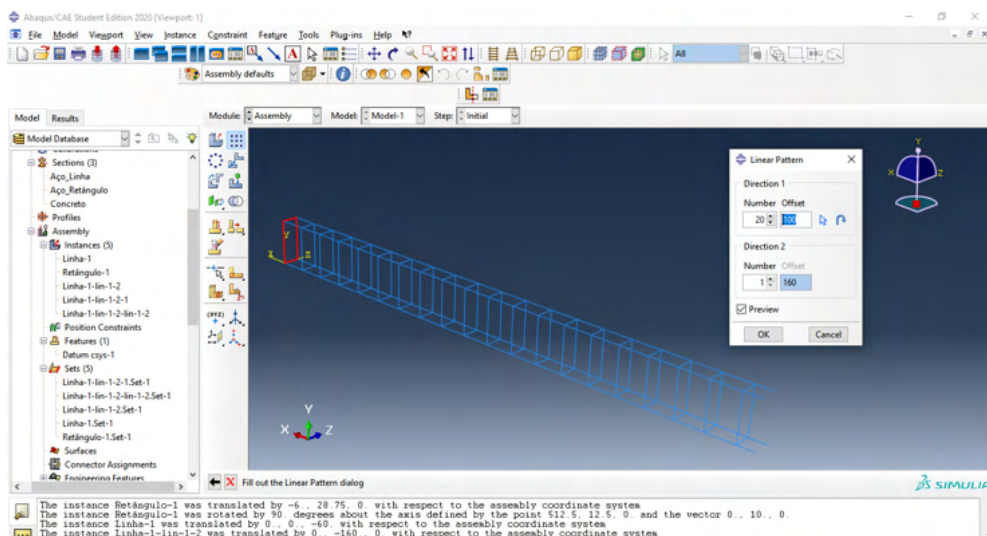 Abaqus/CAE Student Edition 2020 [Viewport: 1]
File Model Viewport View Instance Constraint Feature Tools Plug-ins Help
All
Assembly defaults
Model Results
Module: Assembly Model: Model-1 Step: Initial
Model Database
Sections (3)
Aço_Linha
Aço_Retângulo
Concreto
Profiles
Assembly
Instances (5)
Linha-1
Retângulo-1
Linha-1-lin-1-2
Linha-1-lin-1-2-1
Linha-1-lin-1-2-lin-1-2
Position Constraints
Features (1)
Datum csys-1
Sets (5)
Linha-1-lin-1-2-1.Set-1
Linha-1-lin-1-2-lin-1-2.Set-1
Linha-1-lin-1-2.Set-1
Linha-1.Set-1
Retângulo-1.Set-1
Surfaces
Connector Assignments
Engineering Features
(XYZ)
Y
X
Z
Y
X Z
Linear Pattern
Direction 1
Number Offset
20 100
Direction 2
Number Offset
1 160
Preview
OK Cancel
Y
X Z
Fill out the Linear Pattern dialog
SIMULIA
The instance Retângulo-1 was translated by -6., 28.75, 0. with respect to the assembly coordinate system
The instance Retângulo-1 was rotated by 90. degrees about the axis defined by the point 512.5, 12.5, 0. and the vector 0., 10., 0.
The instance Linha-1 was translated by 0., 0., -60. with respect to the assembly coordinate system
The instance Linha-1-lin-1-2 was translated by 0., -160., 0. with respect to the assembly coordinate system